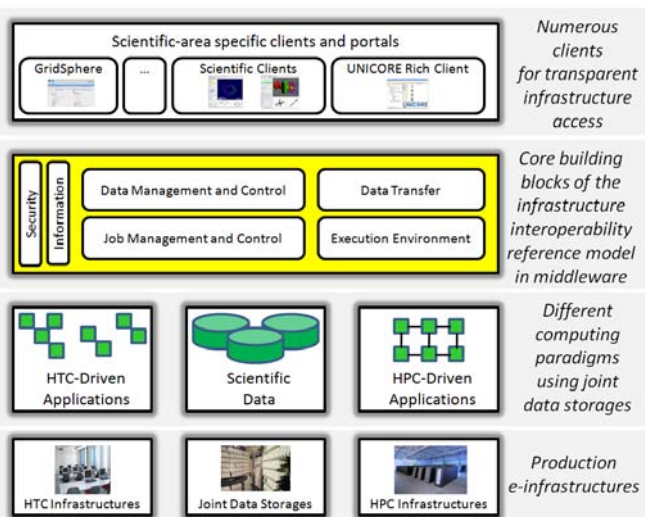 Scientific-area specific clients and portals
GridSphere
...
Scientific Clients
UNICORE Rich Client
UNICORE
Numerous
clients
for transparent
infrastructure
access
Security
Information
Data Management and Control
Data Transfer
Job Management and Control
Execution Environment
Core building
blocks of the
infrastructure
interoperability
reference model
in middleware
HTC-Driven
Applications
Scientific
Data
HPC-Driven
Applications
Different
computing
paradigms
using joint
data storages
HTC Infrastructures
Joint Data Storages
HPC Infrastructures
Production
e-infrastructures